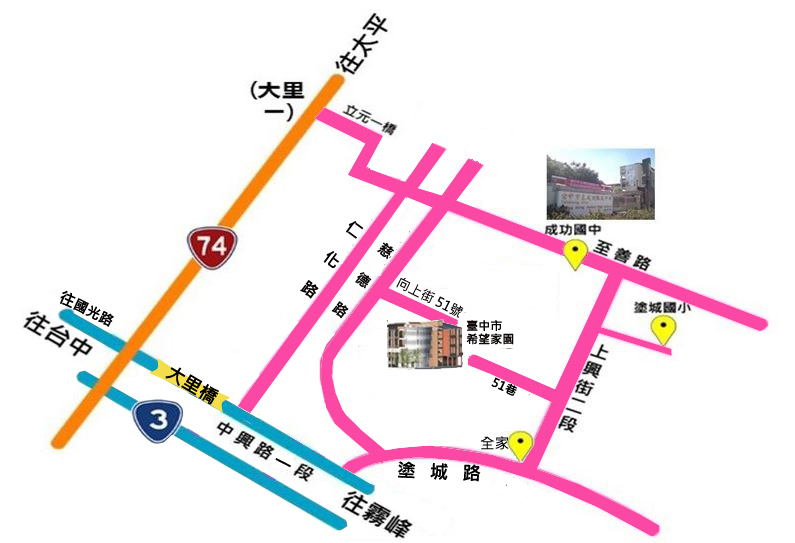 往太平
(大里
一)
立元一橋
74
仁化路
慈德路
成功國中
至善路
向上街 51號
臺中市
希望家園
塗城國小
51巷
上興街二段
往國光路
往台中
大里橋
3
中興路一段
往霧峰
全家
塗城路